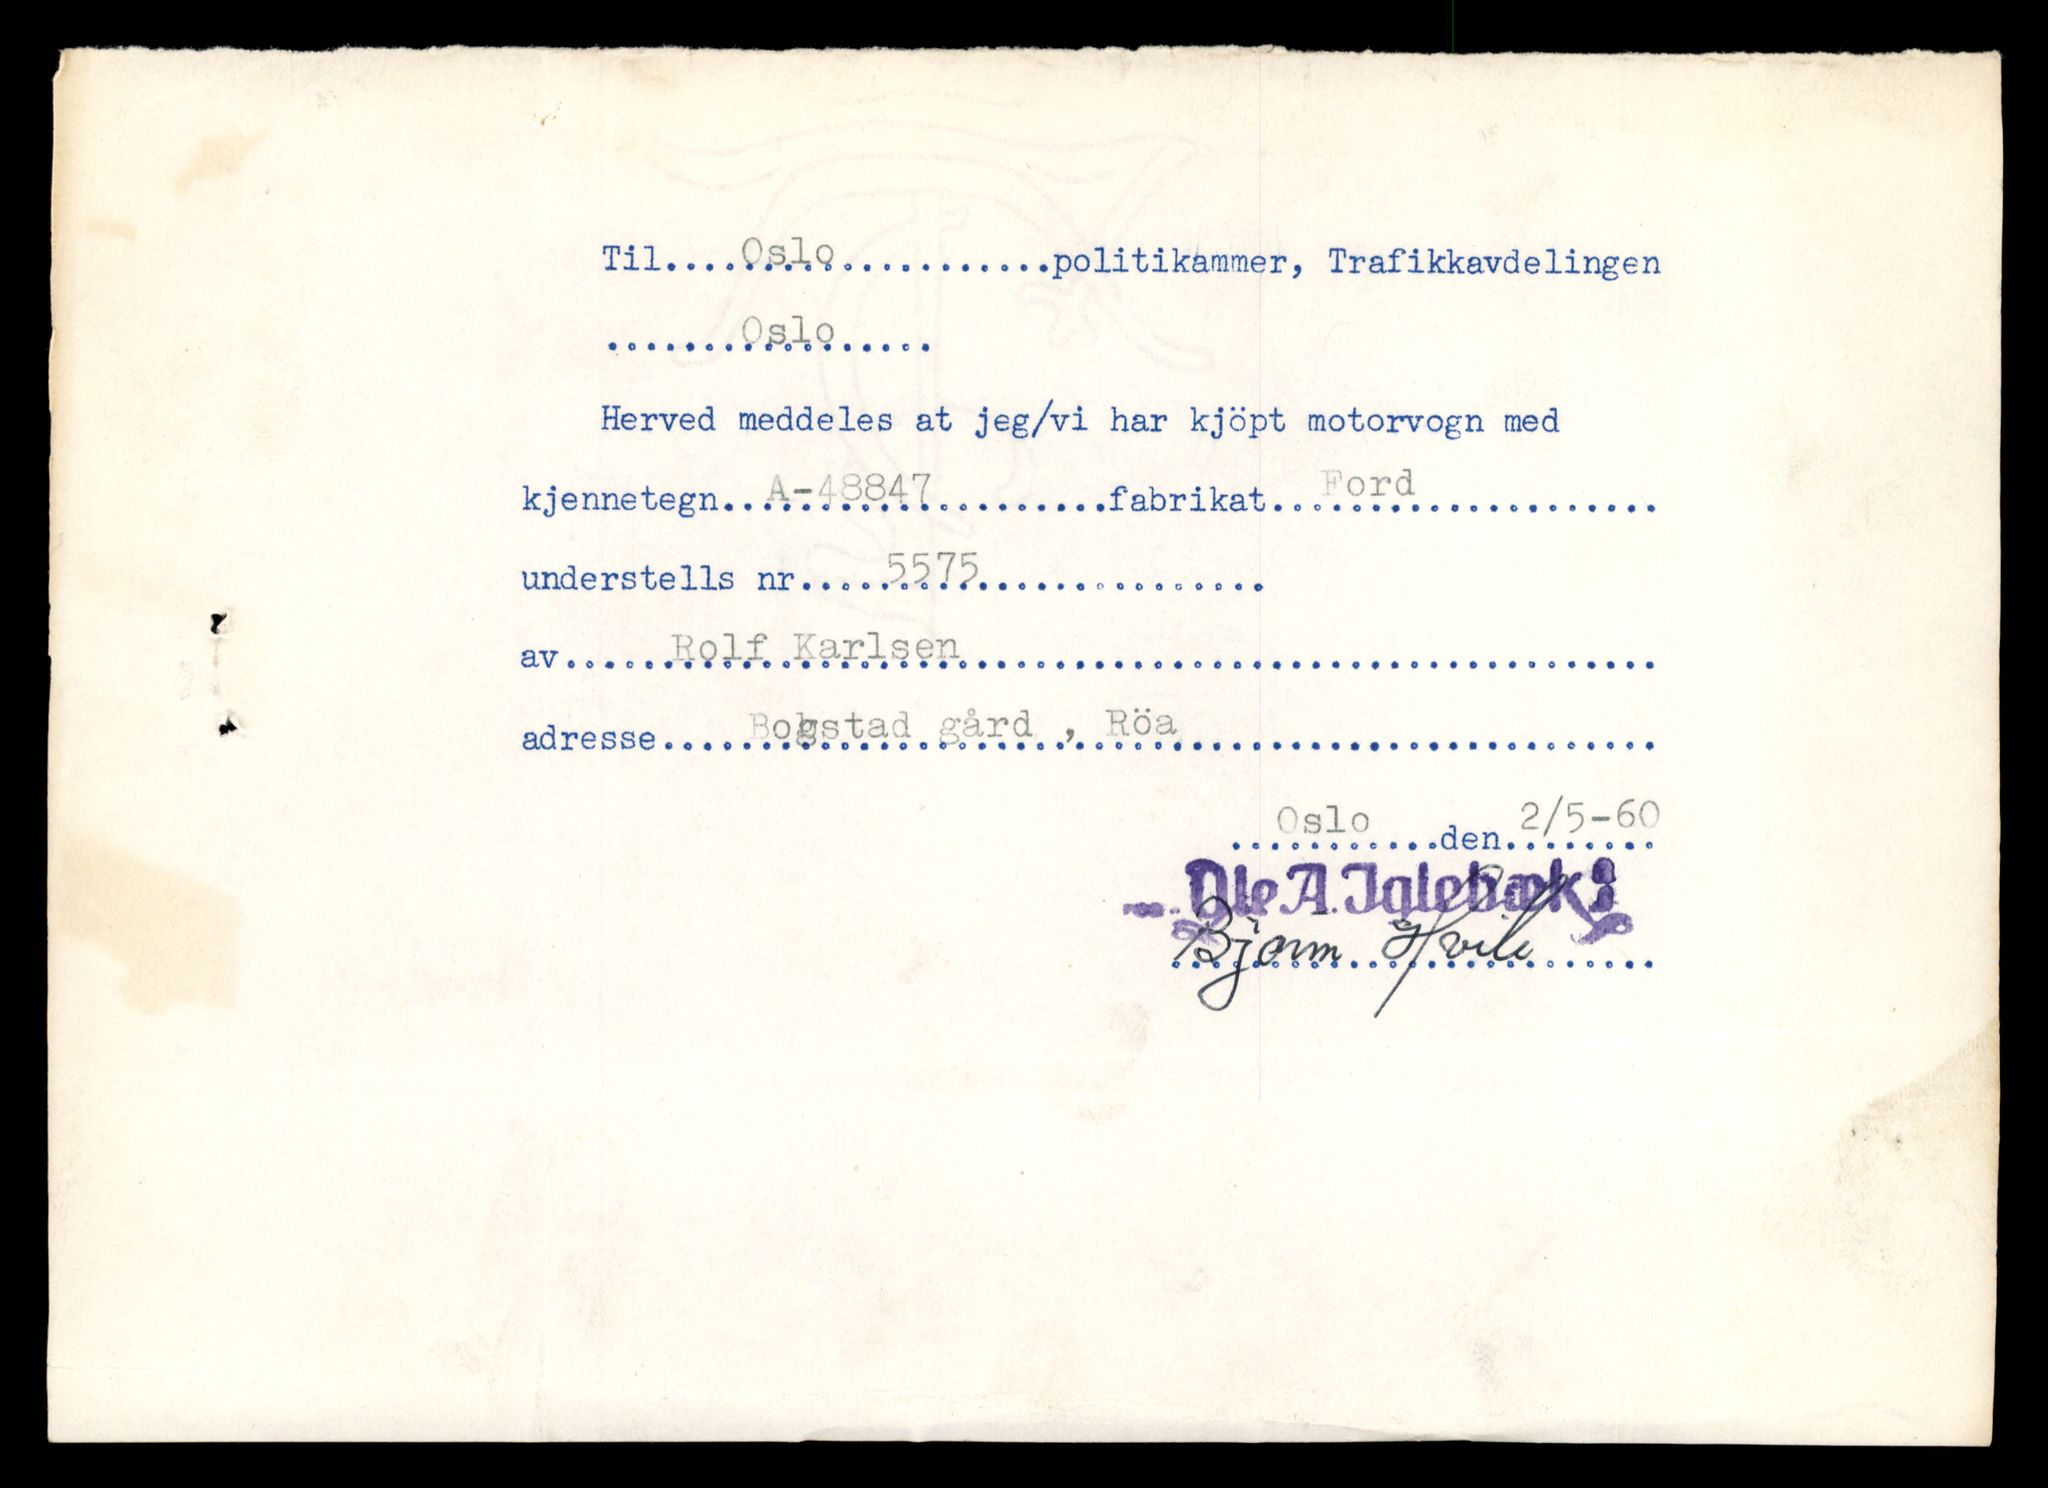 Til.....Oslo.....................politikammer, Trafikkavdelingen
.......Oslo..........
Herved meddeles at jeg/vi har kjöpt motorvogn med
kjennetegn...A-48847.............fabrikat...Ford................
understells nr.....5575...................
av......Rolf Karlsen.............................................
adresse.....Bogstad gård , Röa..................................
...Oslo.....den..2/5-60
Ole A. Iglebæk
Bjørn Hvile